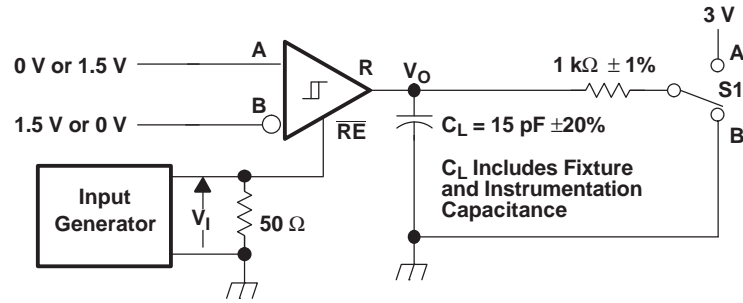 3 V
A
0 V or 1.5 V
R
V_O
1 kΩ ± 1%
A
S1
B
1.5 V or 0 V
R̅E̅
C_L = 15 pF ±20%
B
Input
Generator
V_I
50 Ω
C_L Includes Fixture
and Instrumentation
Capacitance